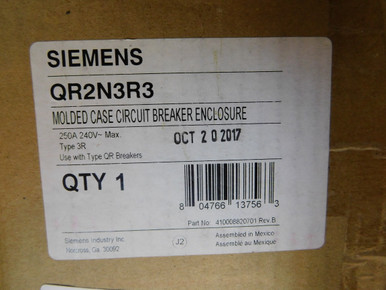 SIEMENS
QR2N3R3
MOLDED CASE CIRCUIT BREAKER ENCLOSURE
250A 240V~ Max. OCT 20 2017
Type 3R
Use with Type QR Breakers
QTY 1
8 04766 13756 3
Part No: 410008820701 Rev.B
Siemens Industry Inc. J2 Assembled in Mexico
Norcross, Ga. 30092 Assemblé au Mexique